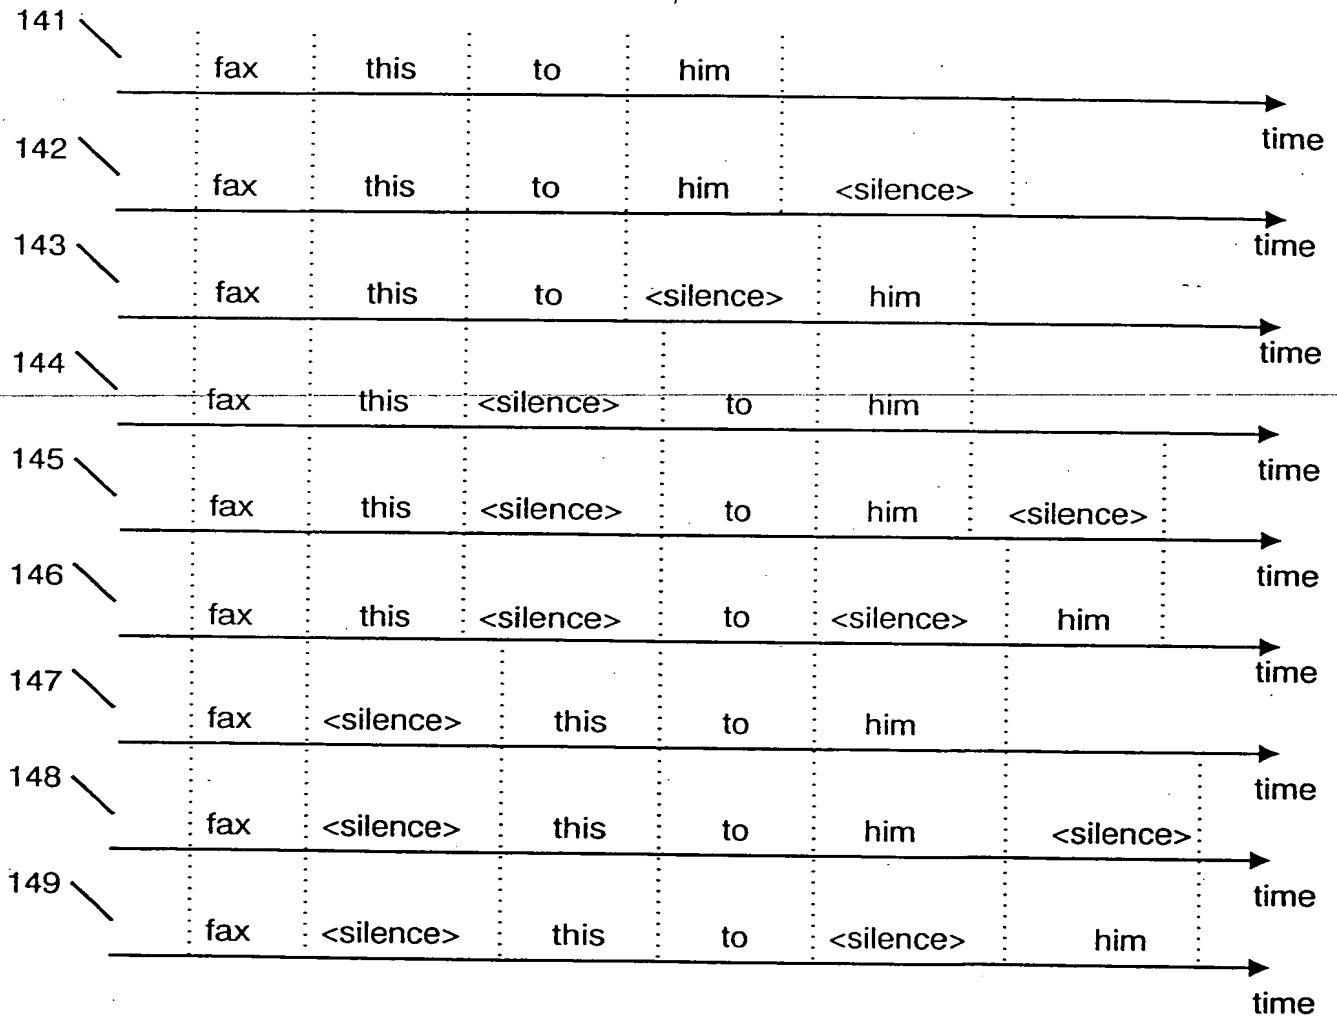 141
fax this to him
time
142
fax this to him <silence>
time
143
fax this to <silence> him
time
144
fax this <silence> to him
time
145
fax this <silence> to him <silence>
time
146
fax this <silence> to <silence> him
time
147
fax <silence> this to him
time
148
fax <silence> this to him <silence>
time
149
fax <silence> this to <silence> him
time